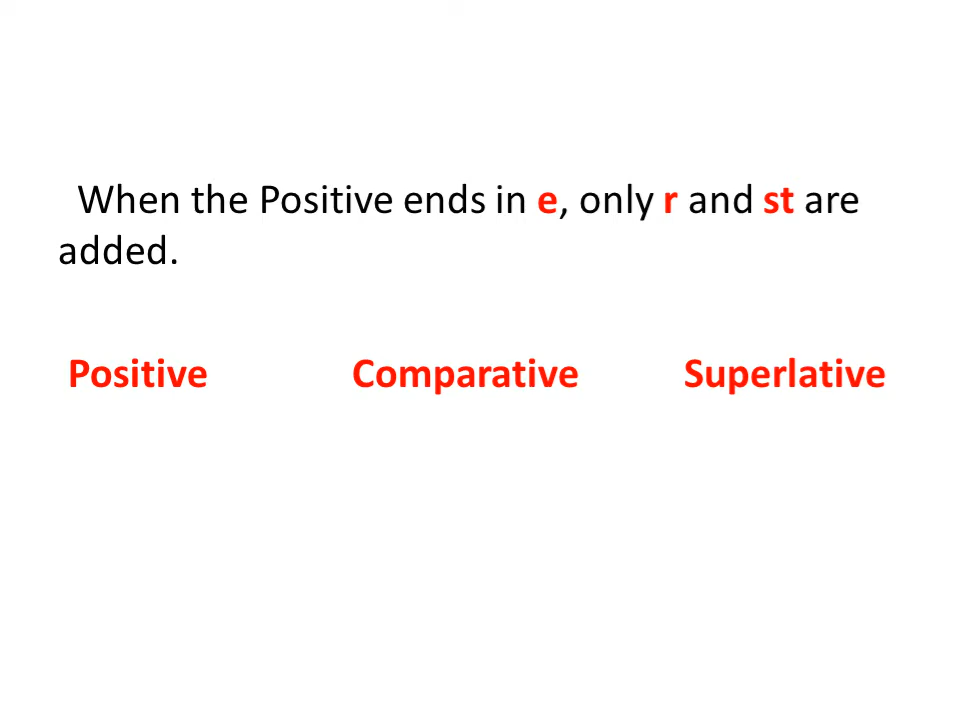 When the Positive ends in e, only r and st are
added.
Positive Comparative Superlative